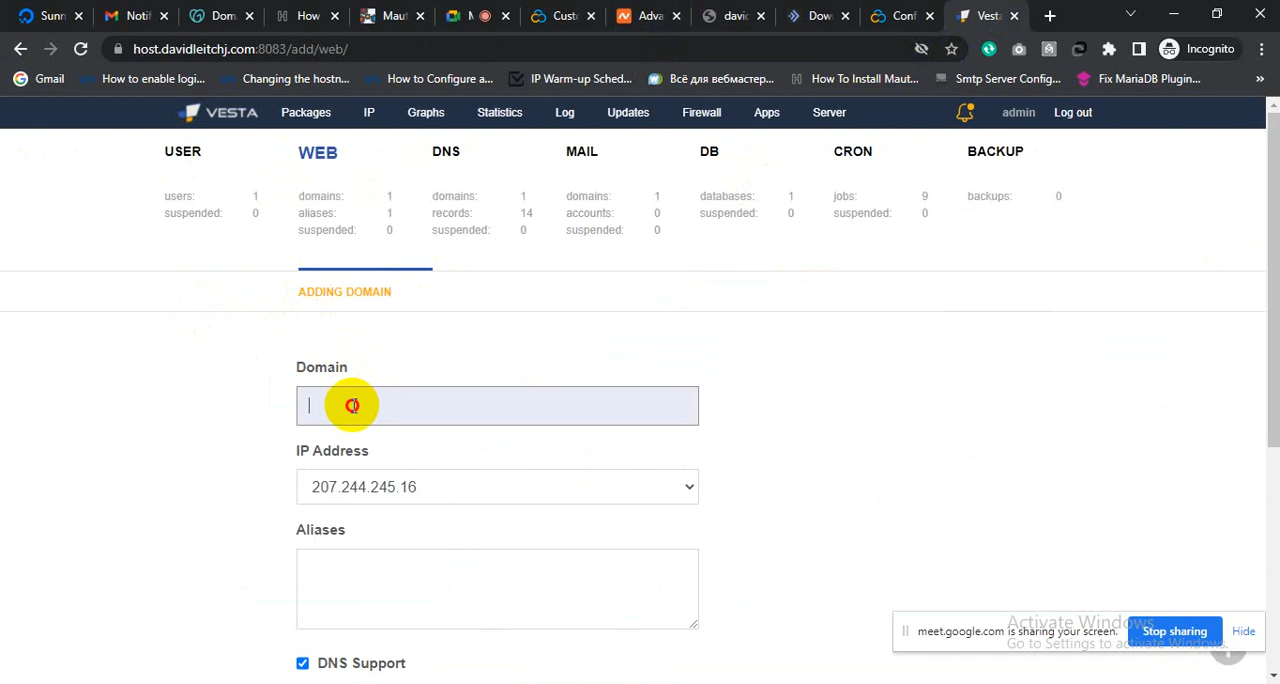 Sunn
Notif
Dom
How
Maut
M
Custo
Adva
davic
Dow
Conf
Vesta
host.davidleitchj.com:8083/add/web/
Incognito
Gmail
How to enable logi...
Changing the hostn...
How to Configure a...
IP Warm-up Sched...
Всё для вебмастер...
How To Install Maut...
Smtp Server Config...
Fix MariaDB Plugin...
»
VESTA Packages IP Graphs Statistics Log Updates Firewall Apps Server admin Log out
USER WEB DNS MAIL DB CRON BACKUP
users: 1 domains: 1 domains: 1 domains: 1 databases: 1 jobs: 9 backups: 0
suspended: 0 aliases: 1 records: 14 accounts: 0 suspended: 0 suspended: 0
suspended: 0 suspended: 0 suspended: 0
ADDING DOMAIN
Domain
IP Address
207.244.245.16
Aliases
DNS Support
meet.google.com is sharing your screen. Stop sharing Hide
Activate Windows
Go to Settings to activate Windows.